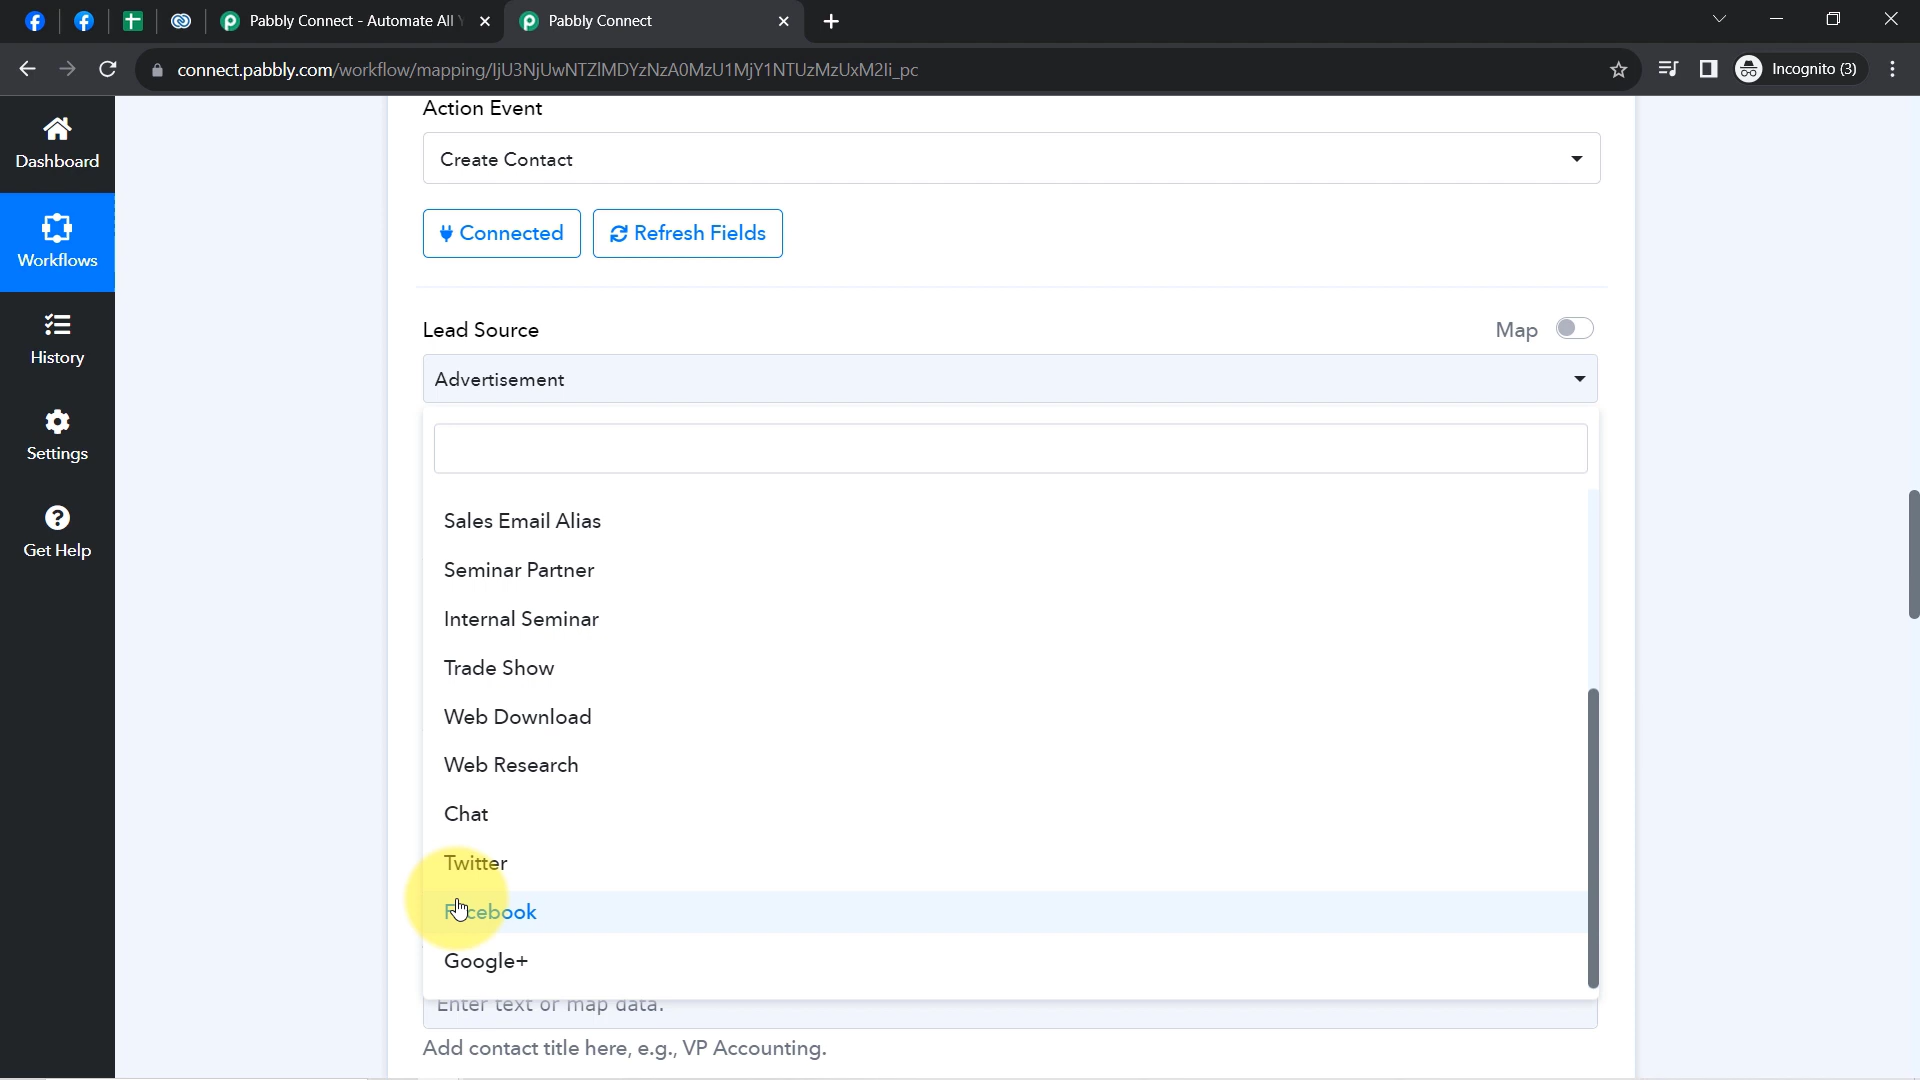 Pabbly Connect - Automate All
Pabbly Connect
connect.pabbly.com/workflow/mapping/IjU3NjUwNTZlMDYzNzA0MzU1MjY1NTUzMzUxM2Ii_pc
Incognito (3)
Dashboard
Workflows
History
Settings
Get Help
Action Event
Create Contact
Connected
Refresh Fields
Lead Source
Map
Advertisement
Sales Email Alias
Seminar Partner
Internal Seminar
Trade Show
Web Download
Web Research
Chat
Twitter
Facebook
Google+
Enter text or map data.
Add contact title here, e.g., VP Accounting.